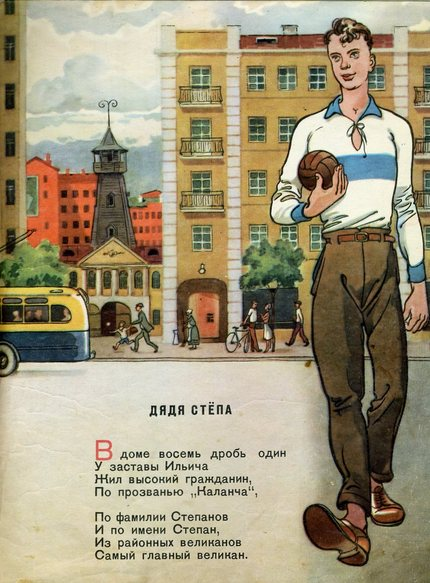 ДЯДЯ СТЁПА
В доме восемь дробь один
У заставы Ильича
Жил высокий гражданин,
По прозванью „Каланча“,
По фамилии Степанов
И по имени Степан,
Из районных великанов
Самый главный великан.